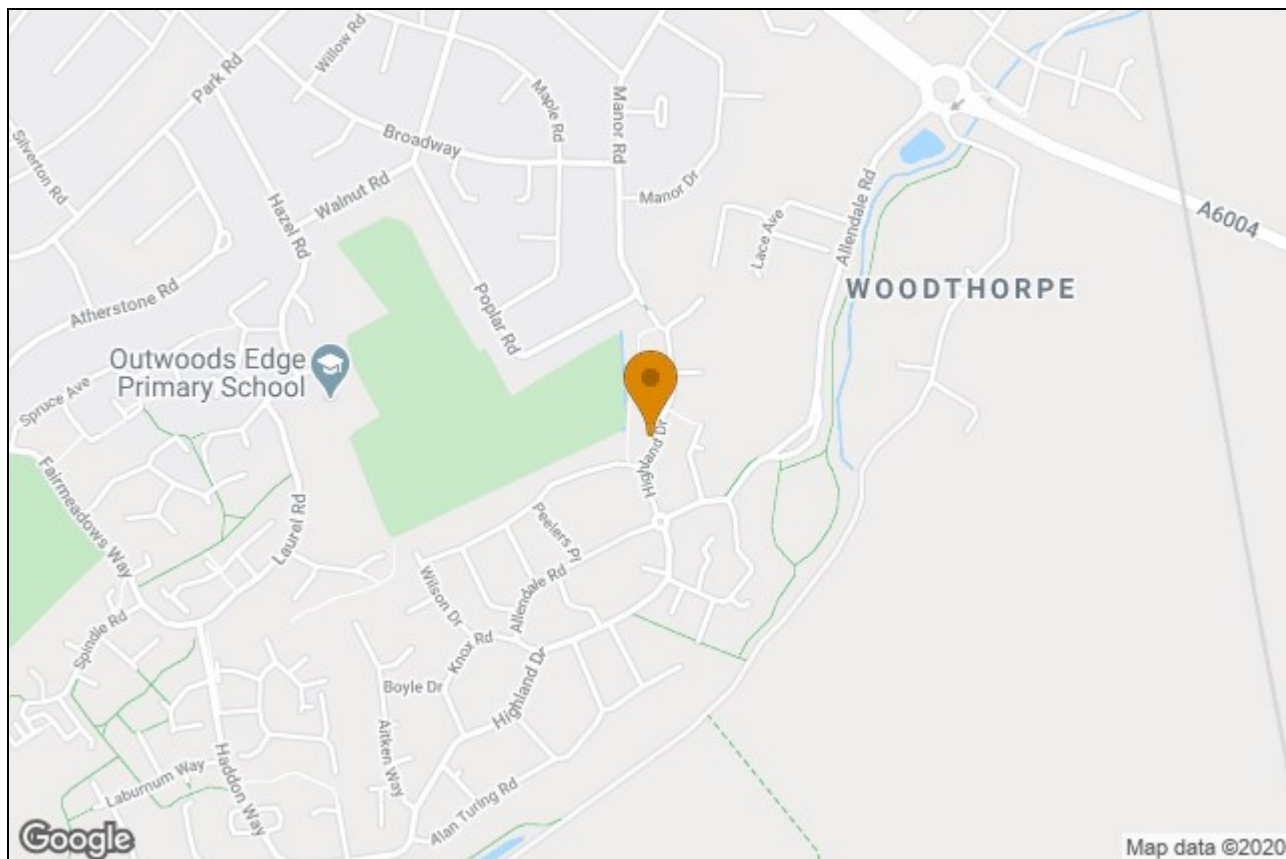 Willow Rd
Park Rd
Maple Rd
Manor Rd
Broadway
Silverton Rd
Walnut Rd
Manor Dr
Hazel Rd
Lace Ave
Allendale Rd
A6004
WOODTHORPE
Atherstone Rd
Poplar Rd
Outwoods Edge
Primary School
Spruce Ave
Highland Dr
Fairmeadows Way
Laurel Rd
Peelers Pl
Wilson Dr
Allendale Rd
Spindle Rd
Knox Rd
Boyle Dr
Highland Dr
Aitken Way
Haddon Way
Laburnum Way
Alan Turing Rd
Google
Map data ©2020